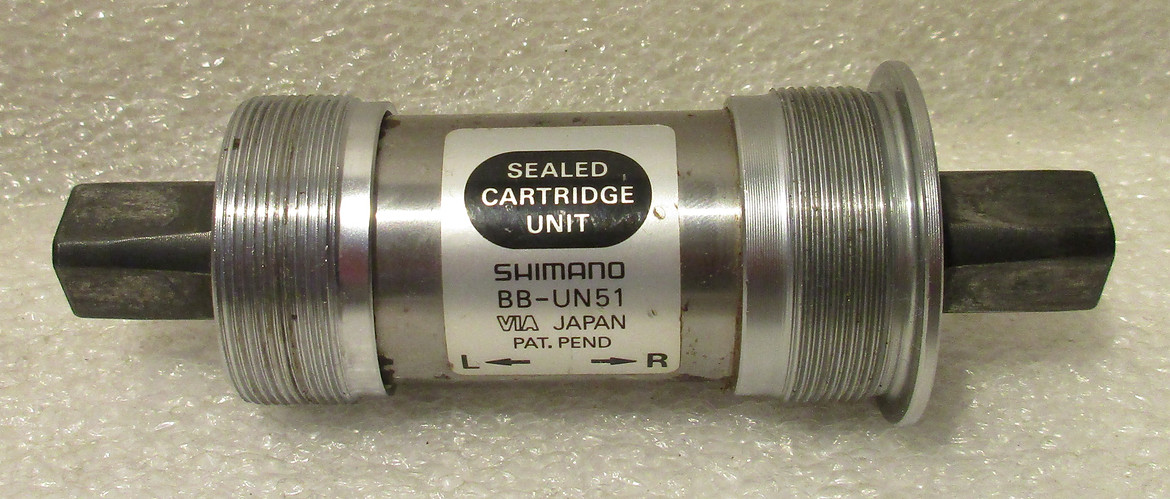 SEALED
CARTRIDGE
UNIT
SHIMANO
BB-UN51
VIA JAPAN
PAT. PEND
L R